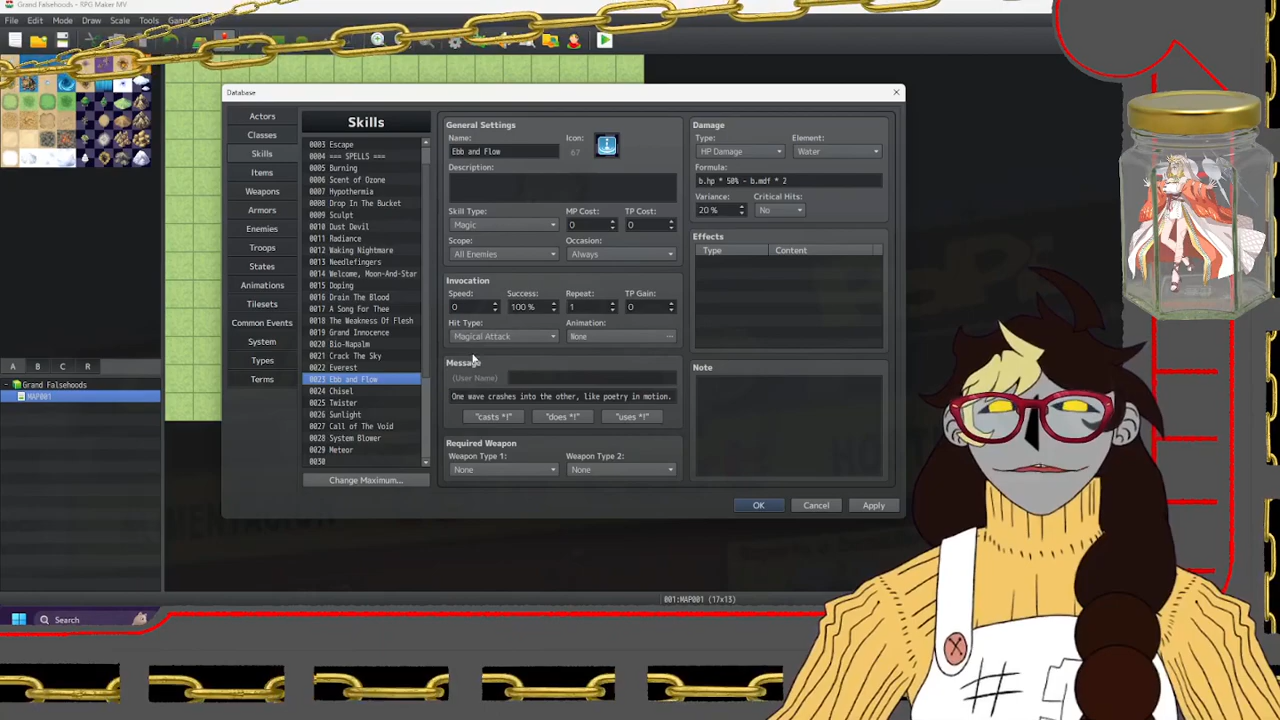 Grand Falsehoods - RPG Maker MV
File Edit Mode Draw Scale Tools Game Help
Database
Actors
Classes
Skills
Items
Weapons
Armors
Enemies
Troops
States
Animations
Tilesets
Common Events
System
Types
Terms
Skills
0003 Escape
0004 === SPELLS ===
0005 Burning
0006 Scent of Ozone
0007 Hypothermia
0008 Drop In The Bucket
0009 Sculpt
0010 Dust Devil
0011 Radiance
0012 Waking Nightmare
0013 Needlefingers
0014 Welcome, Moon-And-Star
0015 Doping
0016 Drain The Blood
0017 A Song For Thee
0018 The Weakness Of Flesh
0019 Grand Innocence
0020 Bio-Napalm
0021 Crack The Sky
0022 Everest
0023 Ebb and Flow
0024 Chisel
0025 Twister
0026 Sunlight
0027 Call of The Void
0028 System Blower
0029 Meteor
0030
Change Maximum...
General Settings
Name: Icon:
Ebb and Flow 67
Description:
Skill Type: MP Cost: TP Cost:
Magic 0 0
Scope: Occasion:
All Enemies Always
Invocation
Speed: Success: Repeat: TP Gain:
0 100 % 1 0
Hit Type: Animation:
Magical Attack None ...
Message
(User Name)
One wave crashes into the other, like poetry in motion.
"casts *!" "does *!" "uses *!"
Required Weapon
Weapon Type 1: Weapon Type 2:
None None
Damage
Type: Element:
HP Damage Water
Formula:
b.hp * 50% - b.mdf * 2
Variance: Critical Hits:
20 % No
Effects
Type Content
Note
OK Cancel Apply
A B C D R
Grand Falsehoods
MAP001
001:MAP001 (17x13)
Search